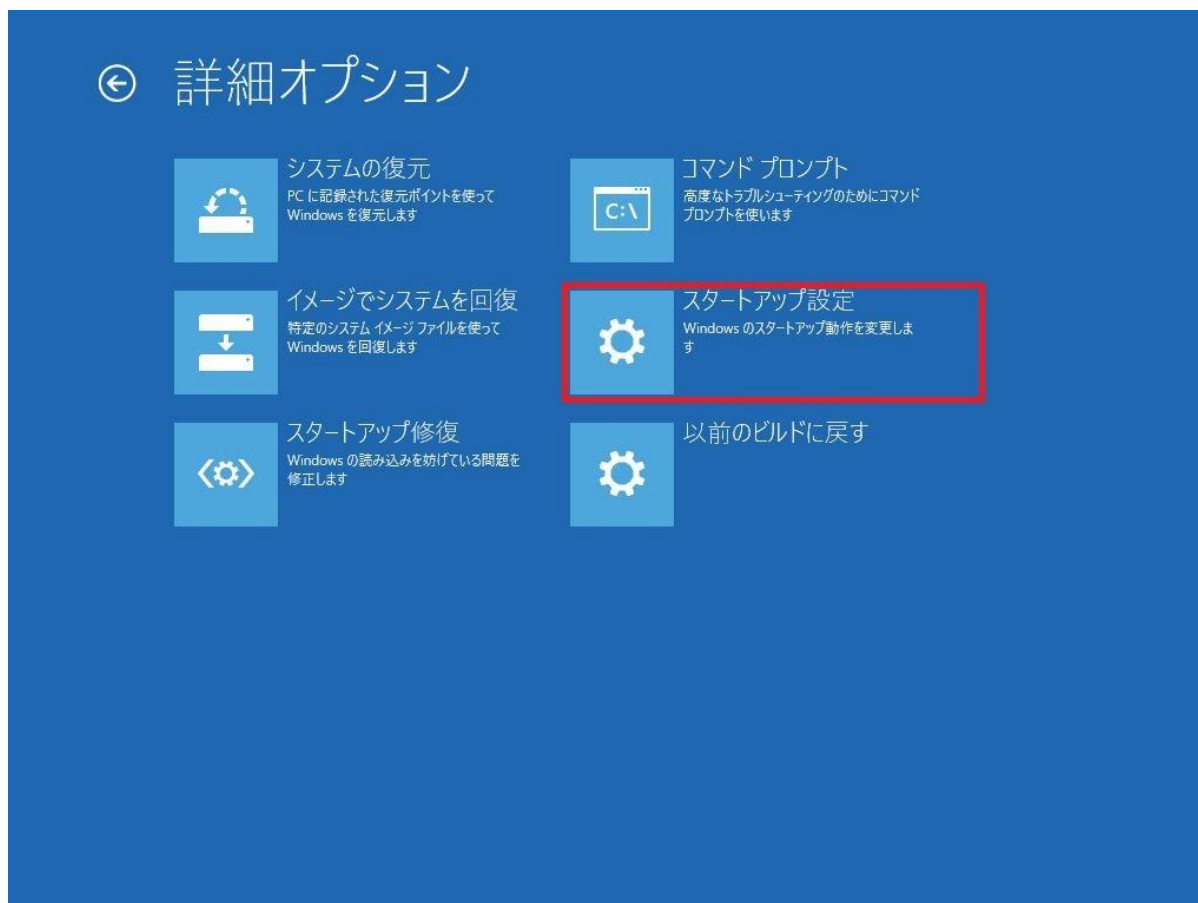 詳細オプション
システムの復元
PC に記録された復元ポイントを使って
Windows を復元します
イメージでシステムを回復
特定のシステム イメージ ファイルを使って
Windows を回復します
スタートアップ修復
Windows の読み込みを妨げている問題を
修正します
コマンド プロンプト
高度なトラブルシューティングのためにコマンド
プロンプトを使います
C:\
スタートアップ設定
Windows のスタートアップ動作を変更しま
す
以前のビルドに戻す